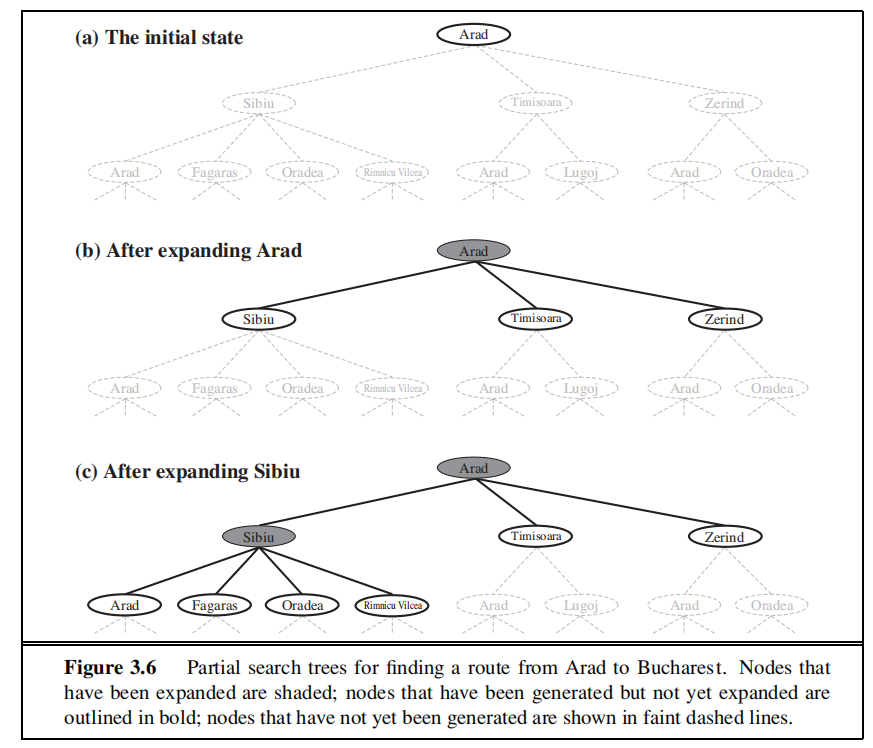 (a) The initial state
Arad
Sibiu Timisoara Zerind
Arad Fagaras Oradea Rimnicu Vilcea Arad Lugoj Arad Oradea
(b) After expanding Arad
Arad
Sibiu Timisoara Zerind
Arad Fagaras Oradea Rimnicu Vilcea Arad Lugoj Arad Oradea
(c) After expanding Sibiu
Arad
Sibiu Timisoara Zerind
Arad Fagaras Oradea Rimnicu Vilcea Arad Lugoj Arad Oradea
Figure 3.6 Partial search trees for finding a route from Arad to Bucharest. Nodes that
have been expanded are shaded; nodes that have been generated but not yet expanded are
outlined in bold; nodes that have not yet been generated are shown in faint dashed lines.